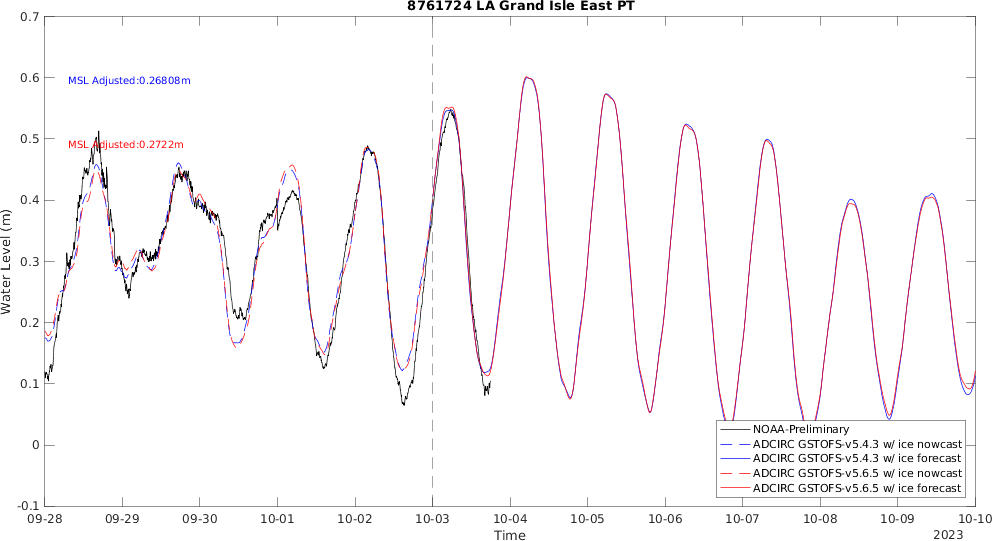 8761724 LA Grand Isle East PT
0.7
0.6
0.5
0.4
0.3
0.2
0.1
0
-0.1
Water Level (m)
MSL Adjusted:0.26808m
MSL Adjusted:0.2722m
NOAA-Preliminary
ADCIRC GSTOFS-v5.4.3 w/ ice nowcast
ADCIRC GSTOFS-v5.4.3 w/ ice forecast
ADCIRC GSTOFS-v5.6.5 w/ ice nowcast
ADCIRC GSTOFS-v5.6.5 w/ ice forecast
09-28 09-29 09-30 10-01 10-02 10-03 10-04 10-05 10-06 10-07 10-08 10-09 10-10
Time
2023